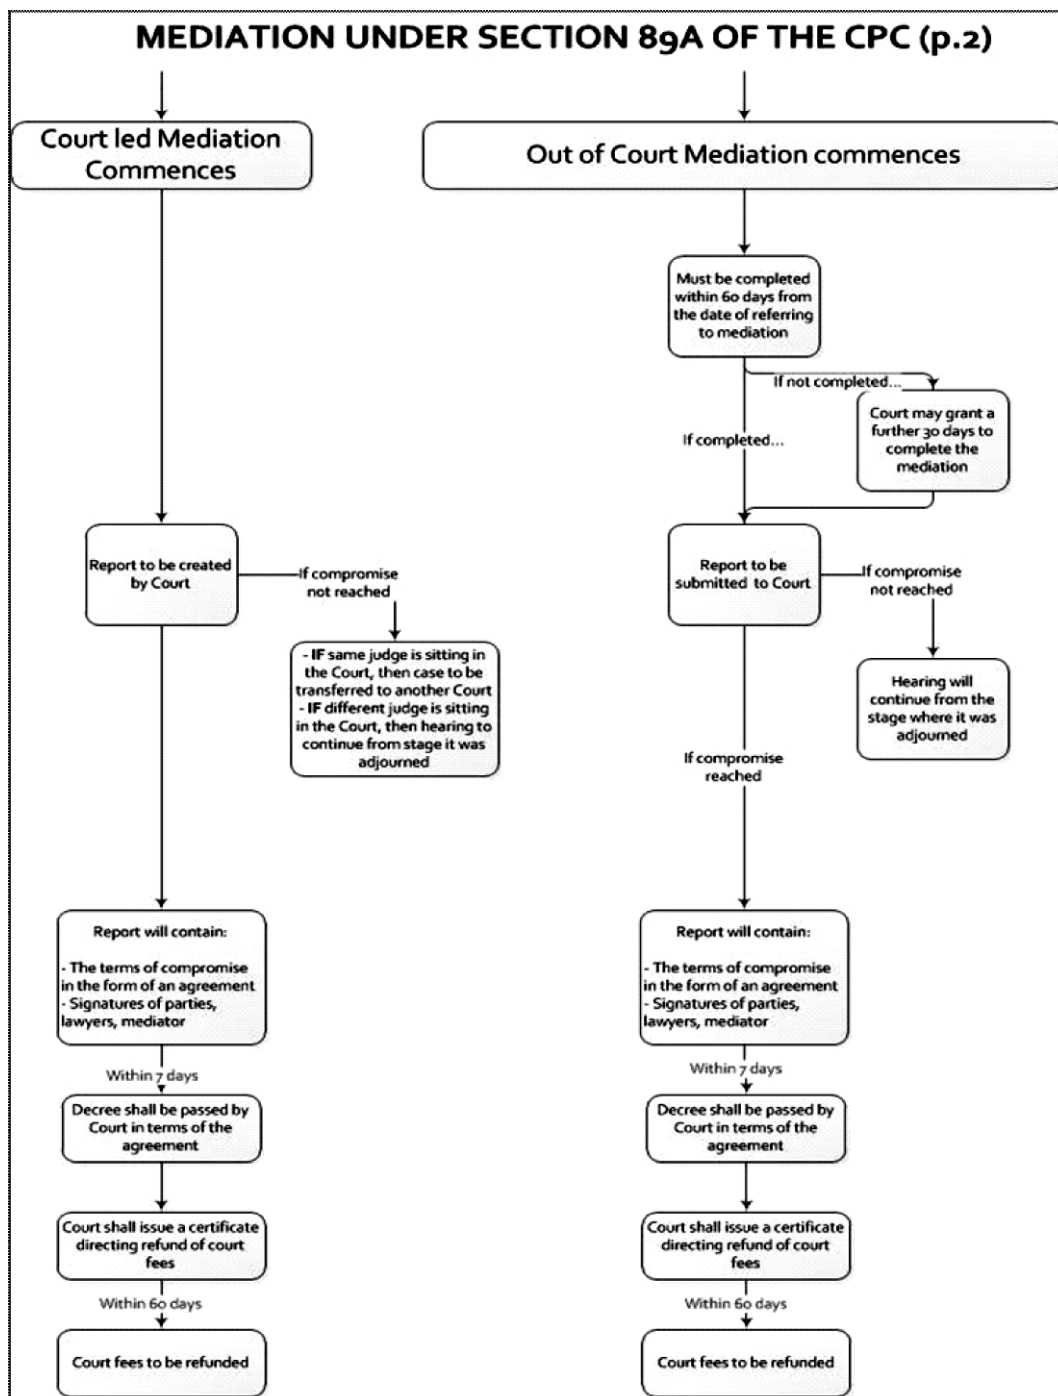 MEDIATION UNDER SECTION 89A OF THE CPC (p.2)
Court led Mediation
Commences
Out of Court Mediation commences
Must be completed
within 60 days from
the date of referring
to mediation
If not completed...
Court may grant a
further 30 days to
complete the
mediation
If completed...
Report to be created
by Court
If compromise
not reached
- IF same judge is sitting in
the Court, then case to be
transferred to another Court
- IF different judge is sitting
in the Court, then hearing to
continue from stage it was
adjourned
Report to be
submitted to Court
If compromise
not reached
Hearing will
continue from the
stage where it was
adjourned
If compromise
reached
Report will contain:
- The terms of compromise
in the form of an agreement
- Signatures of parties,
lawyers, mediator
Within 7 days
Decree shall be passed by
Court in terms of the
agreement
Court shall issue a certificate
directing refund of court
fees
Within 60 days
Court fees to be refunded
Report will contain:
- The terms of compromise
in the form of an agreement
- Signatures of parties,
lawyers, mediator
Within 7 days
Decree shall be passed by
Court in terms of the
agreement
Court shall issue a certificate
directing refund of court
fees
Within 60 days
Court fees to be refunded